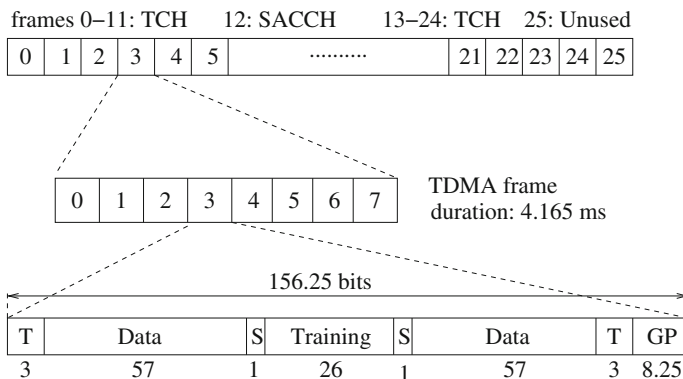 frames 0−11: TCH 12: SACCH 13−24: TCH 25: Unused
0 1 2 3 4 5 .......... 21 22 23 24 25
0 1 2 3 4 5 6 7
TDMA frame
duration: 4.165 ms
156.25 bits
T Data S Training S Data T GP
3 57 1 26 1 57 3 8.25